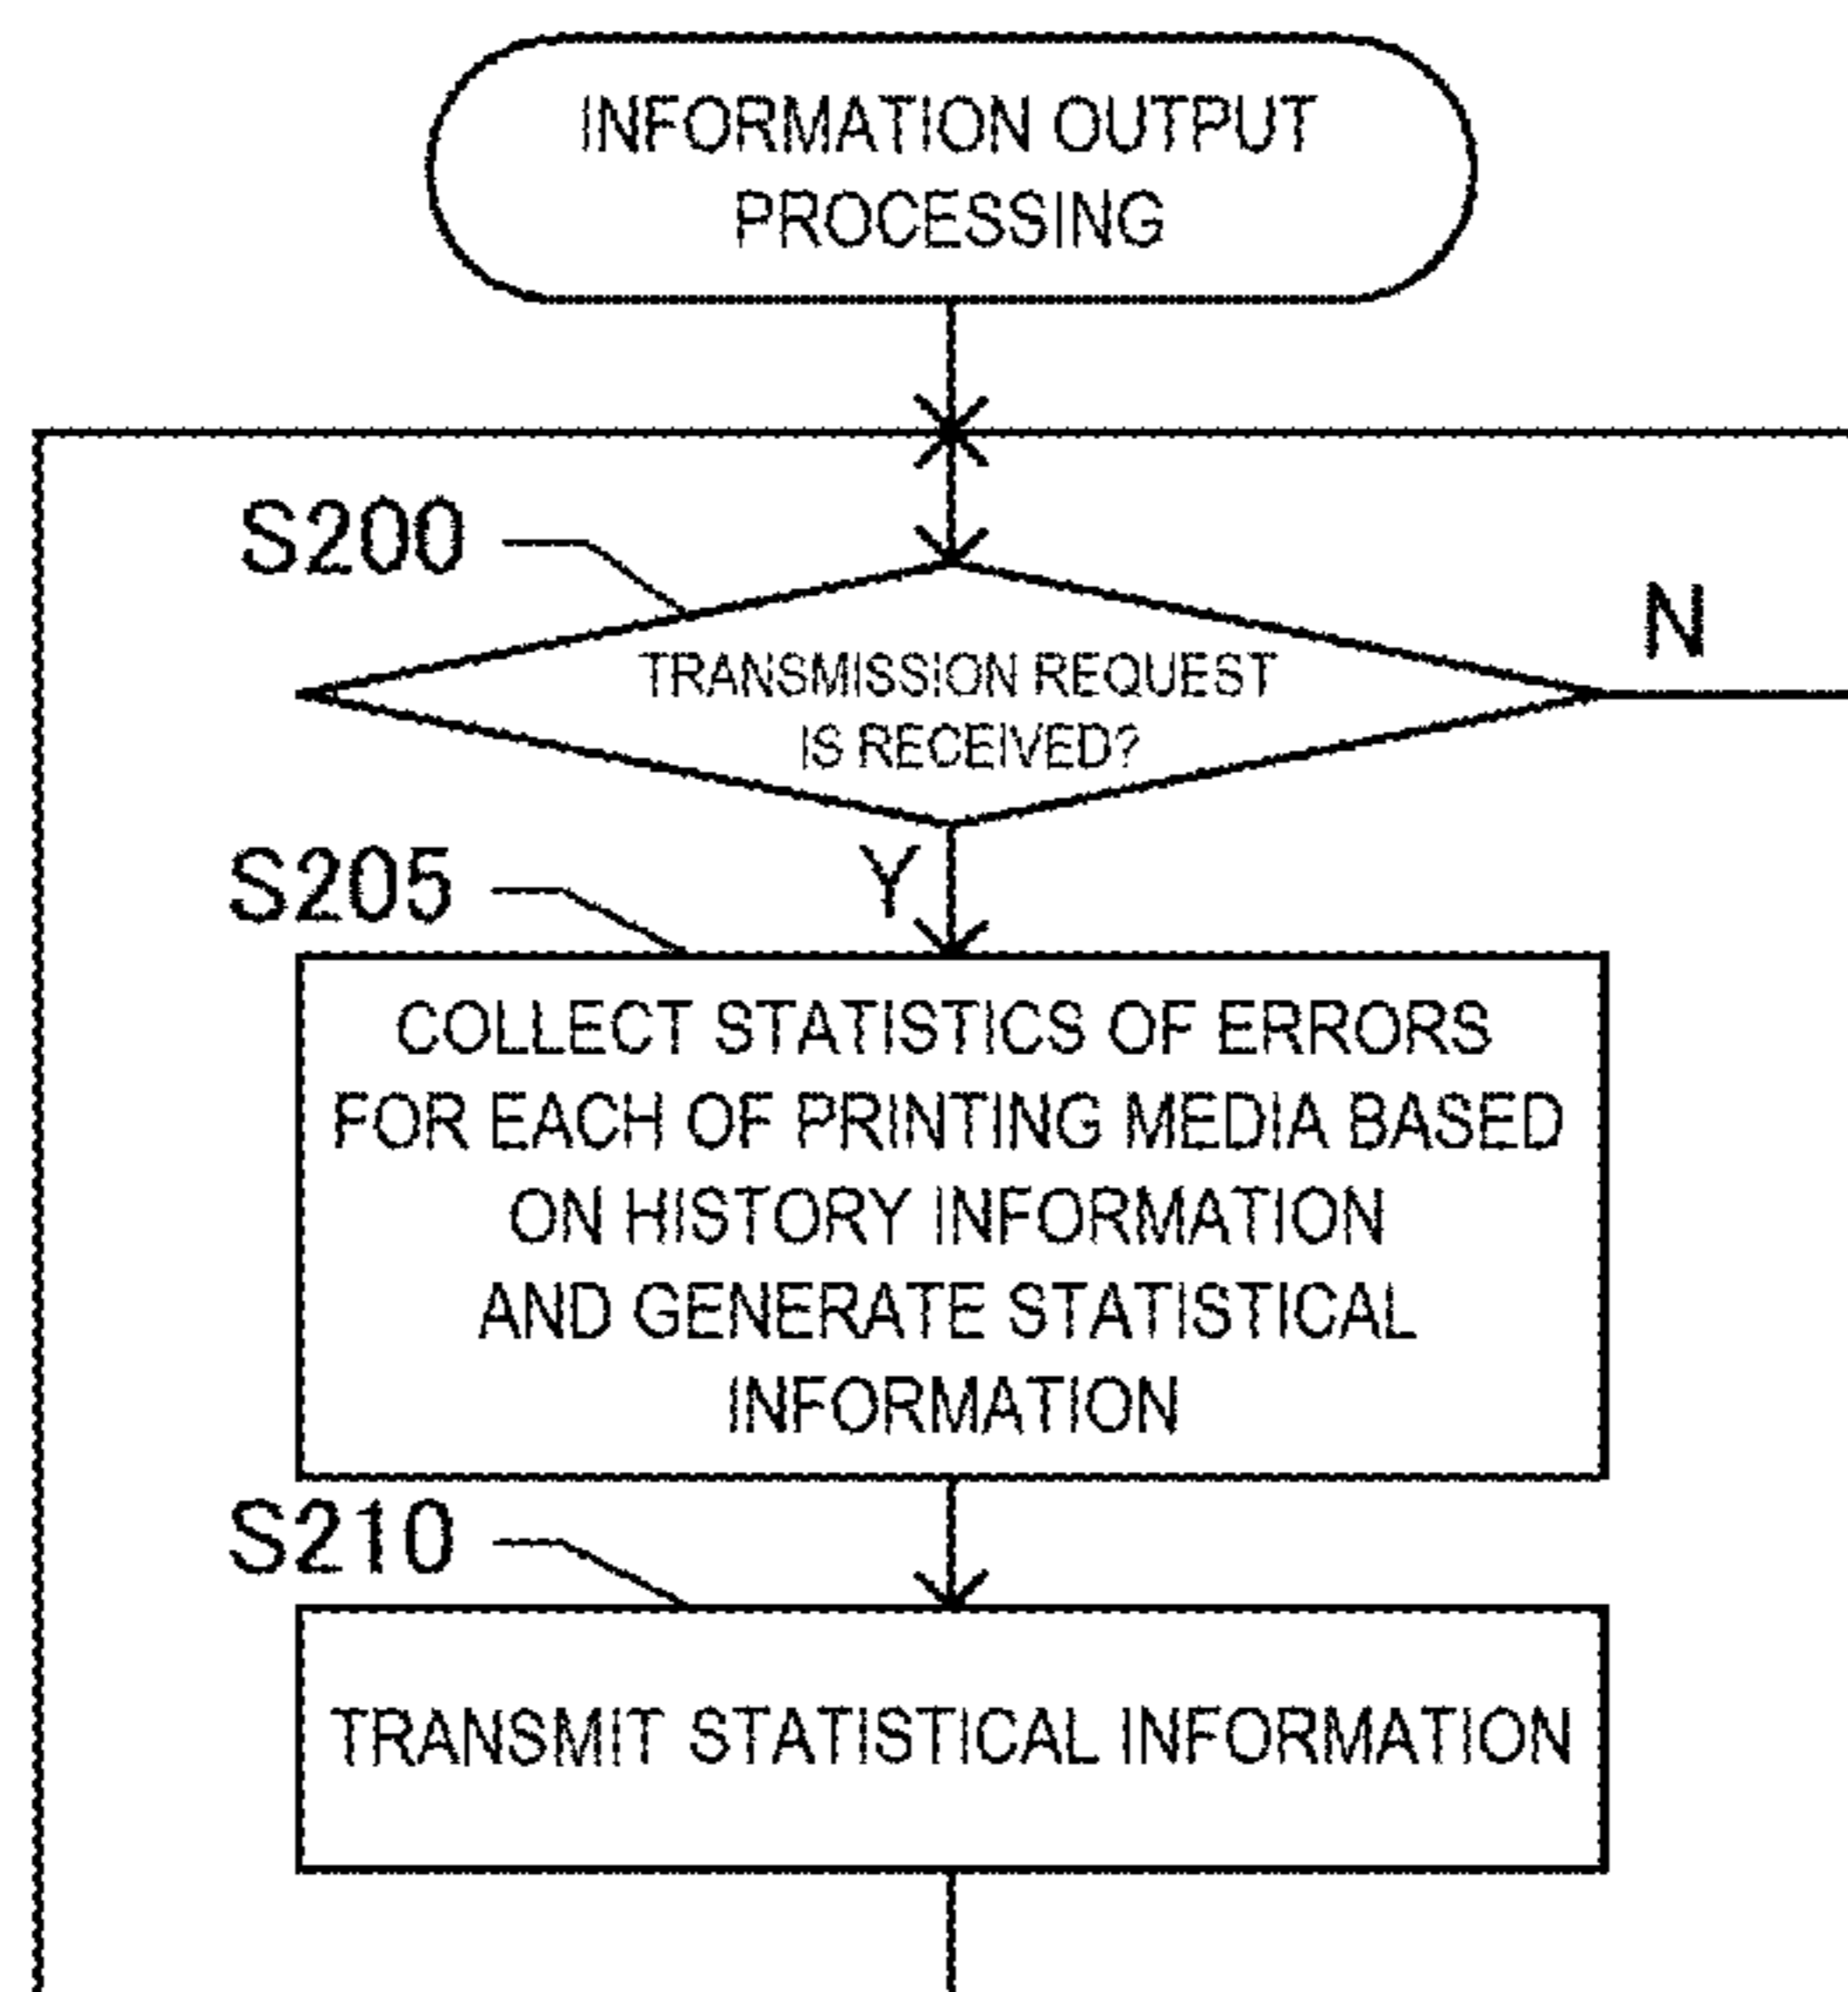 INFORMATION OUTPUT
PROCESSING
S200
N
TRANSMISSION REQUEST
IS RECEIVED?
Y
S205
COLLECT STATISTICS OF ERRORS
FOR EACH OF PRINTING MEDIA BASED
ON HISTORY INFORMATION
AND GENERATE STATISTICAL
INFORMATION
S210
TRANSMIT STATISTICAL INFORMATION